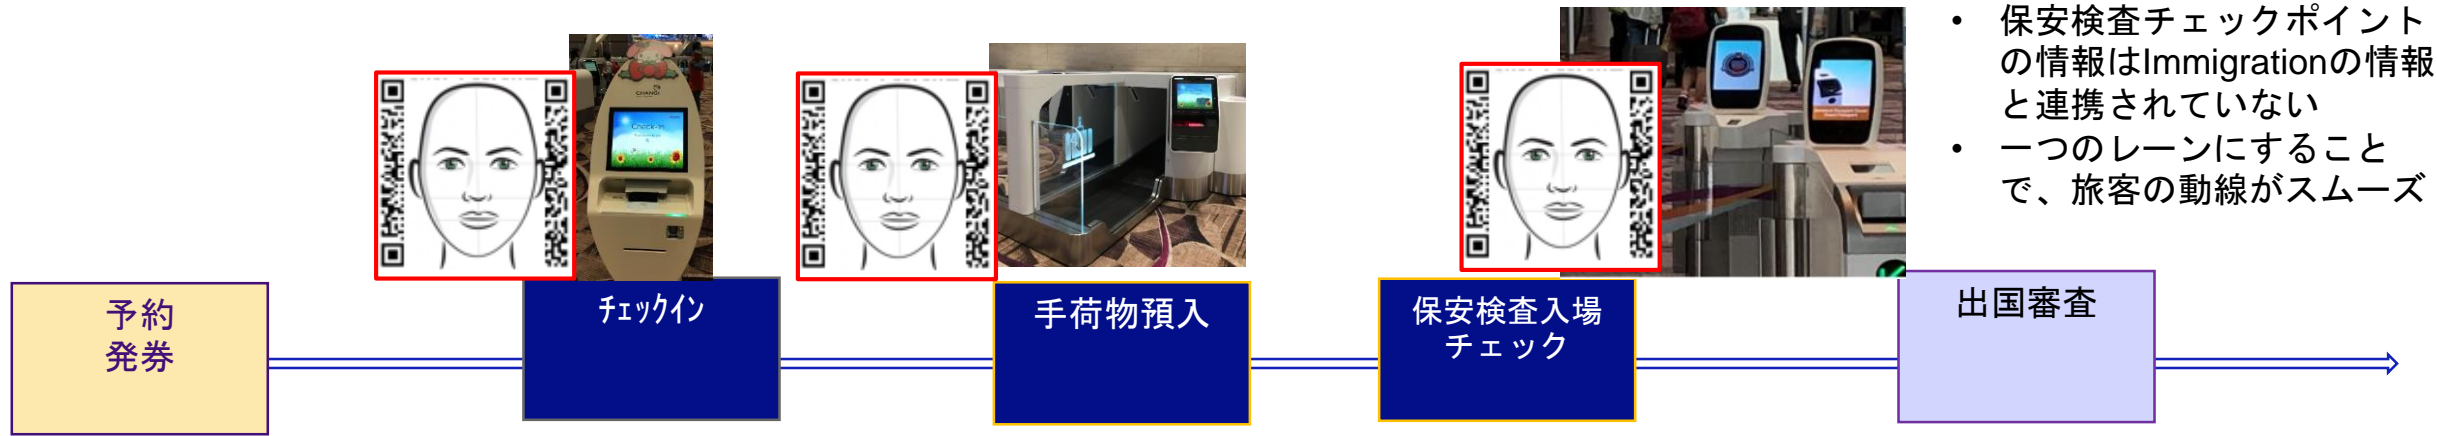 • 保安検査チェックポイント
の情報はImmigrationの情報
と連携されていない
• 一つのレーンにすること
で、旅客の動線がスムーズ
CHANGI
Check-in
予約
発券
ﾁｪｯｸｲﾝ
手荷物預入
保安検査入場
チェック
出国審査